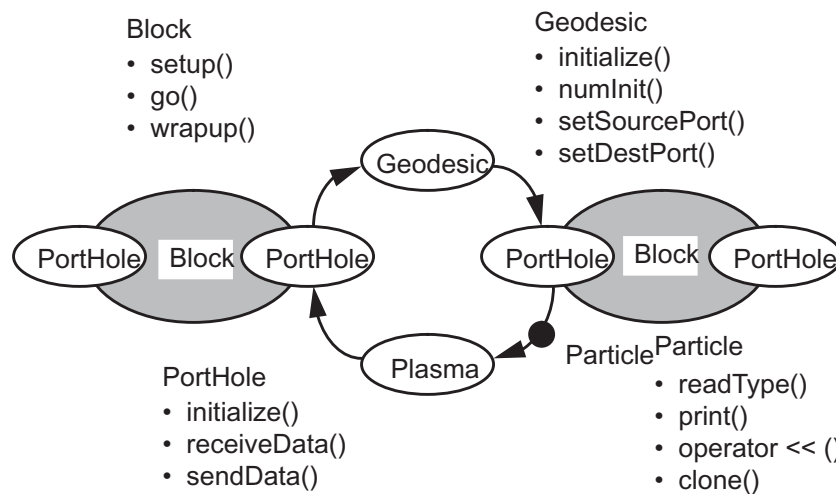 Block
• setup()
• go()
• wrapup()
Geodesic
• initialize()
• numInit()
• setSourcePort()
• setDestPort()
Geodesic
PortHole
Block
PortHole
PortHole
Block
PortHole
Plasma
Particle
PortHole
• initialize()
• receiveData()
• sendData()
Particle
• readType()
• print()
• operator << ()
• clone()